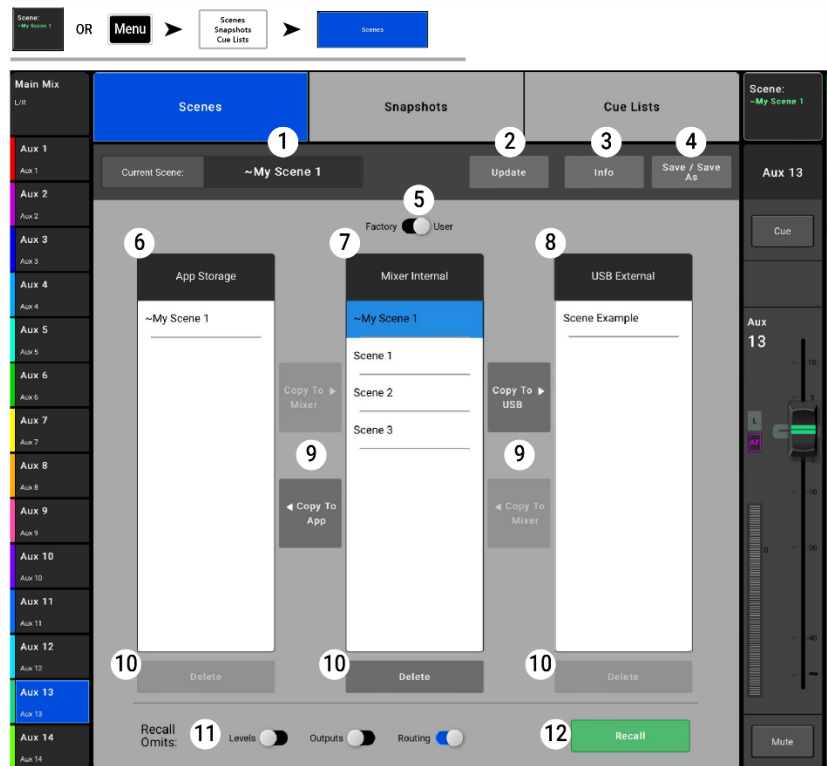 Scene:
~My Scene 1
OR
Menu
Scenes
Snapshots
Cue Lists
Scenes
Main Mix
L/R
Aux 1
Aux 1
Aux 2
Aux 2
Aux 3
Aux 3
Aux 4
Aux 4
Aux 5
Aux 5
Aux 6
Aux 6
Aux 7
Aux 7
Aux 8
Aux 8
Aux 9
Aux 9
Aux 10
Aux 10
Aux 11
Aux 11
Aux 12
Aux 12
Aux 13
Aux 13
Aux 14
Aux 14
Scenes
Snapshots
Cue Lists
1
2
3
4
Current Scene:
~My Scene 1
Update
Info
Save / Save
As
5
Factory
User
6
7
8
App Storage
Mixer Internal
USB External
~My Scene 1
~My Scene 1
Scene 1
Scene 2
Scene 3
Scene Example
Copy To
Mixer
Copy To
USB
9
9
Copy To
App
Copy To
Mixer
10
10
10
Delete
Delete
Delete
Recall
Omits:
11
Levels
Outputs
Routing
12
Recall
Scene:
~My Scene 1
Aux 13
Cue
Aux
13
10
5
L
AF
-10
0
-20
-40
∞
Mute